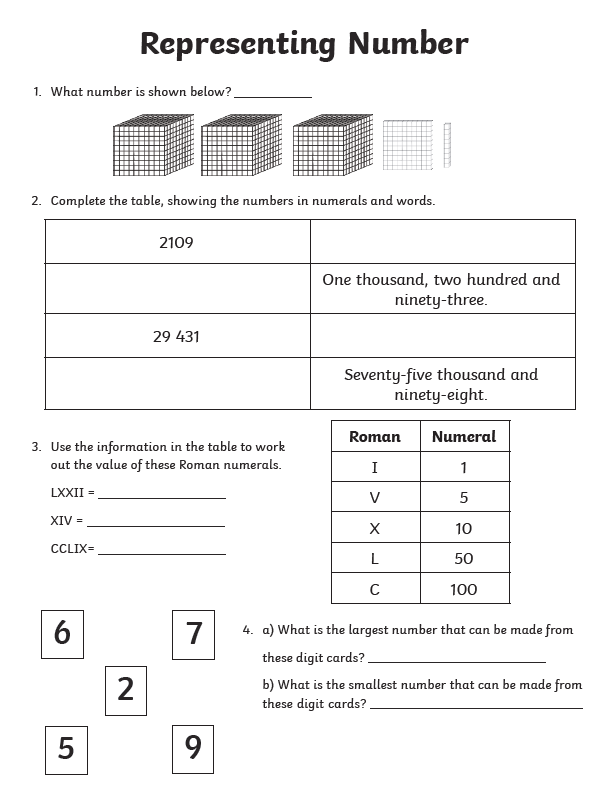 Representing Number
1. What number is shown below? ____________
2. Complete the table, showing the numbers in numerals and words.
2109
One thousand, two hundred and
ninety-three.
29 431
Seventy-five thousand and
ninety-eight.
3. Use the information in the table to work
out the value of these Roman numerals.
LXXII = ____________________
XIV = ____________________
CCLIX= ____________________
Roman Numeral
I 1
V 5
X 10
L 50
C 100
6 7
2
5 9
4. a) What is the largest number that can be made from
these digit cards? ____________________
b) What is the smallest number that can be made from
these digit cards? ____________________